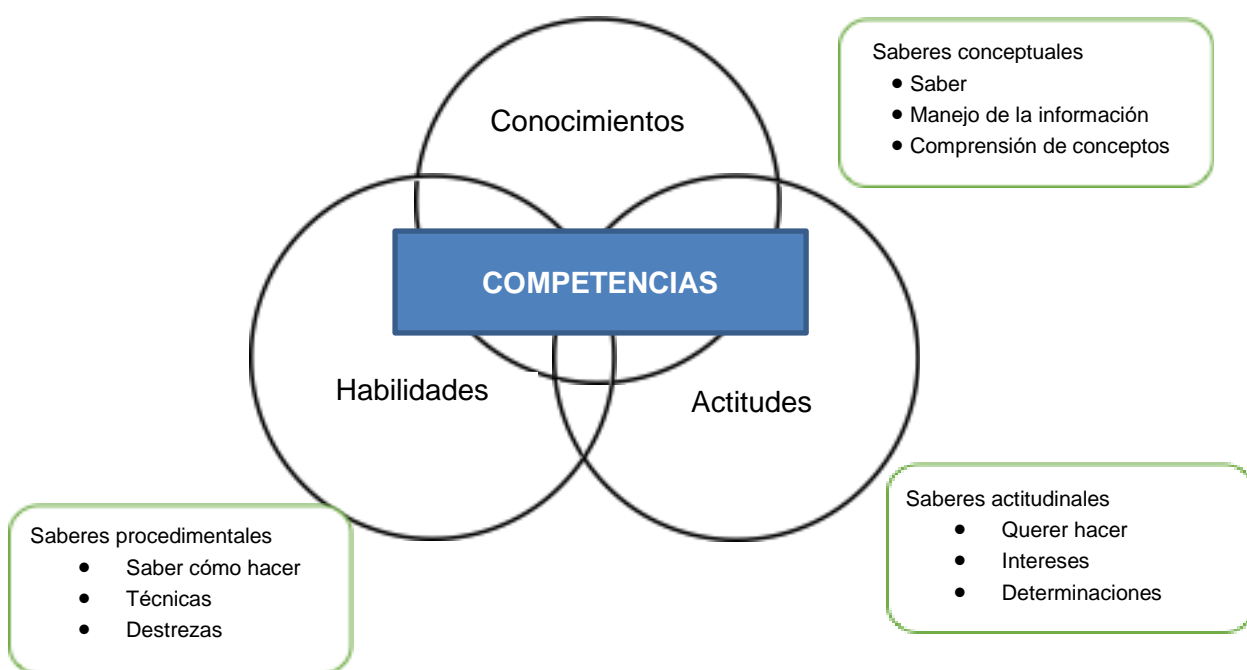 Saberes conceptuales
• Saber
• Manejo de la información
• Comprensión de conceptos
Conocimientos
COMPETENCIAS
Habilidades
Actitudes
Saberes actitudinales
• Querer hacer
• Intereses
• Determinaciones
Saberes procedimentales
• Saber cómo hacer
• Técnicas
• Destrezas